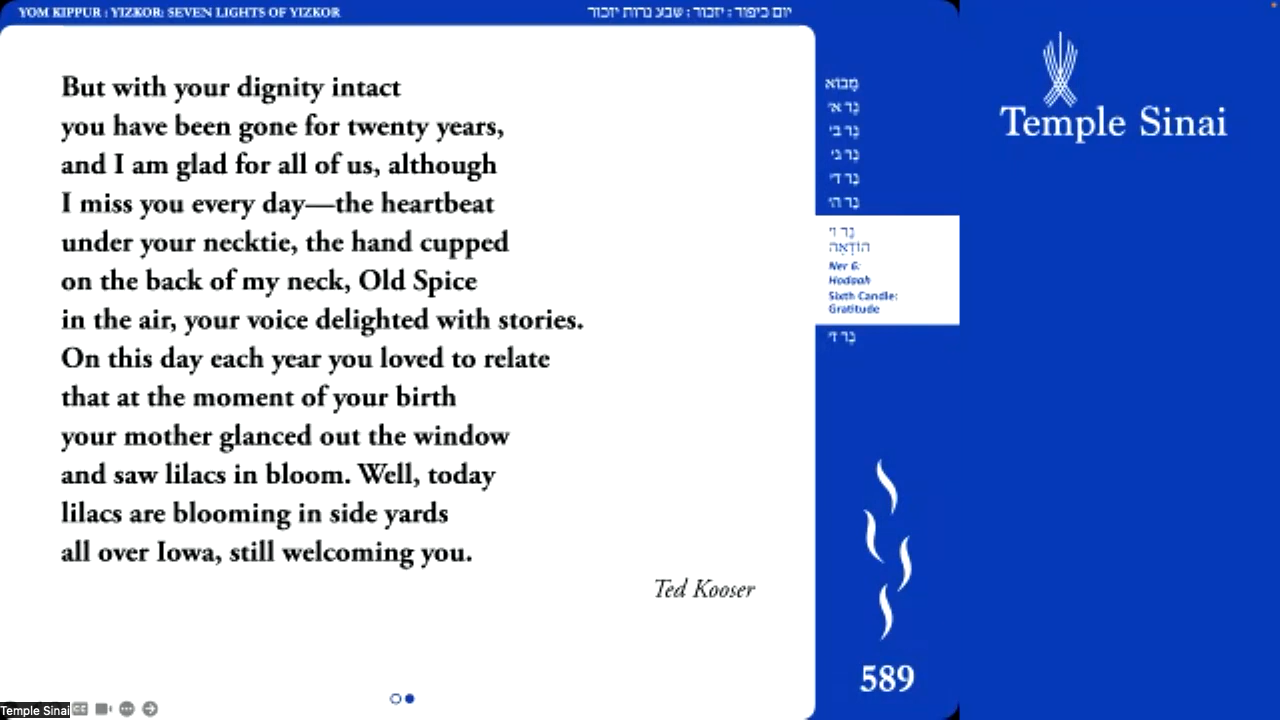 YOM KIPPUR : YIZKOR: SEVEN LIGHTS OF YIZKOR
יום כיפור : יזכור : שבע נרות יזכור
But with your dignity intact
you have been gone for twenty years,
and I am glad for all of us, although
I miss you every day—the heartbeat
under your necktie, the hand cupped
on the back of my neck, Old Spice
in the air, your voice delighted with stories.
On this day each year you loved to relate
that at the moment of your birth
your mother glanced out the window
and saw lilacs in bloom. Well, today
lilacs are blooming in side yards
all over Iowa, still welcoming you.
Ted Kooser
מָבוֹא
נֵר א׳
נֵר ב׳
נֵר ג׳
נֵר ד׳
נֵר ה׳
נֵר ו׳
הוֹדָאָה
Ner 6:
Hodaah
Sixth Candle:
Gratitude
נֵר ז׳
589
Temple Sinai
Temple Sinai
CC